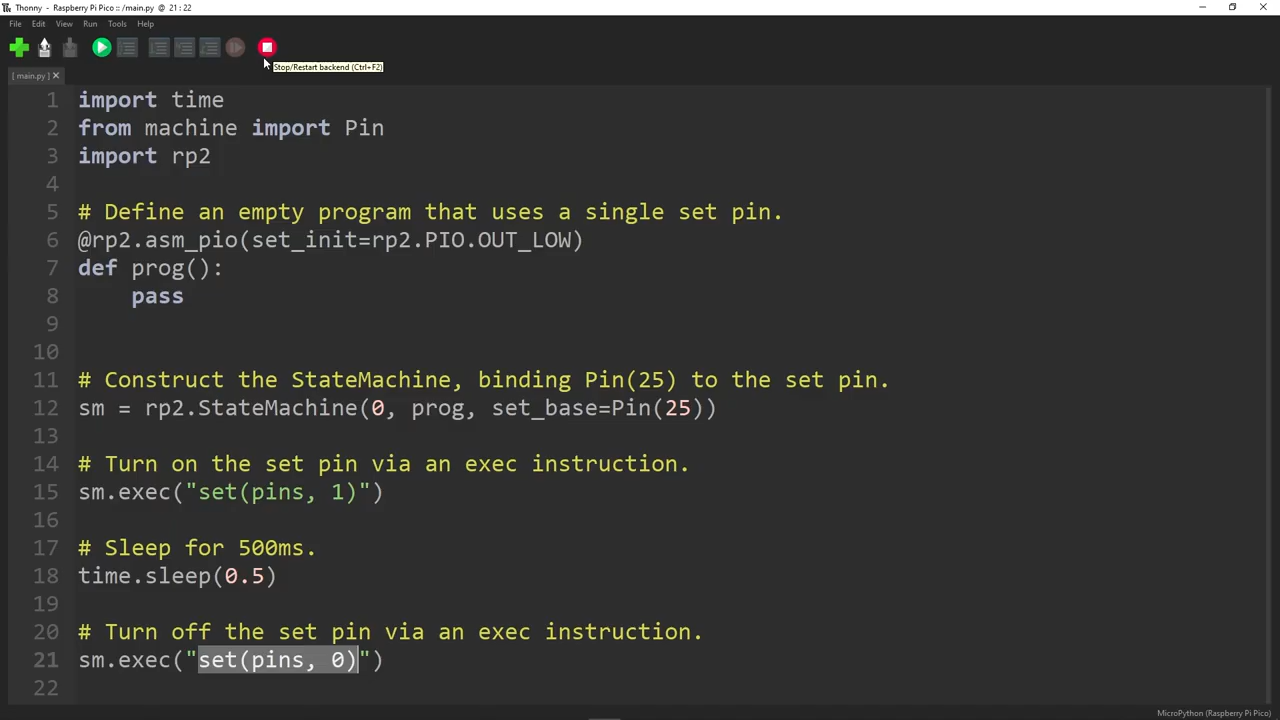 Thonny - Raspberry Pi Pico :: /main.py @ 21 : 22
File Edit View Run Tools Help
Stop/Restart backend (Ctrl+F2)
[ main.py ] ✕
1 import time
2 from machine import Pin
3 import rp2
4
5 # Define an empty program that uses a single set pin.
6 @rp2.asm_pio(set_init=rp2.PIO.OUT_LOW)
7 def prog():
8     pass
9
10
11 # Construct the StateMachine, binding Pin(25) to the set pin.
12 sm = rp2.StateMachine(0, prog, set_base=Pin(25))
13
14 # Turn on the set pin via an exec instruction.
15 sm.exec("set(pins, 1)")
16
17 # Sleep for 500ms.
18 time.sleep(0.5)
19
20 # Turn off the set pin via an exec instruction.
21 sm.exec("set(pins, 0)")
22
MicroPython (Raspberry Pi Pico)